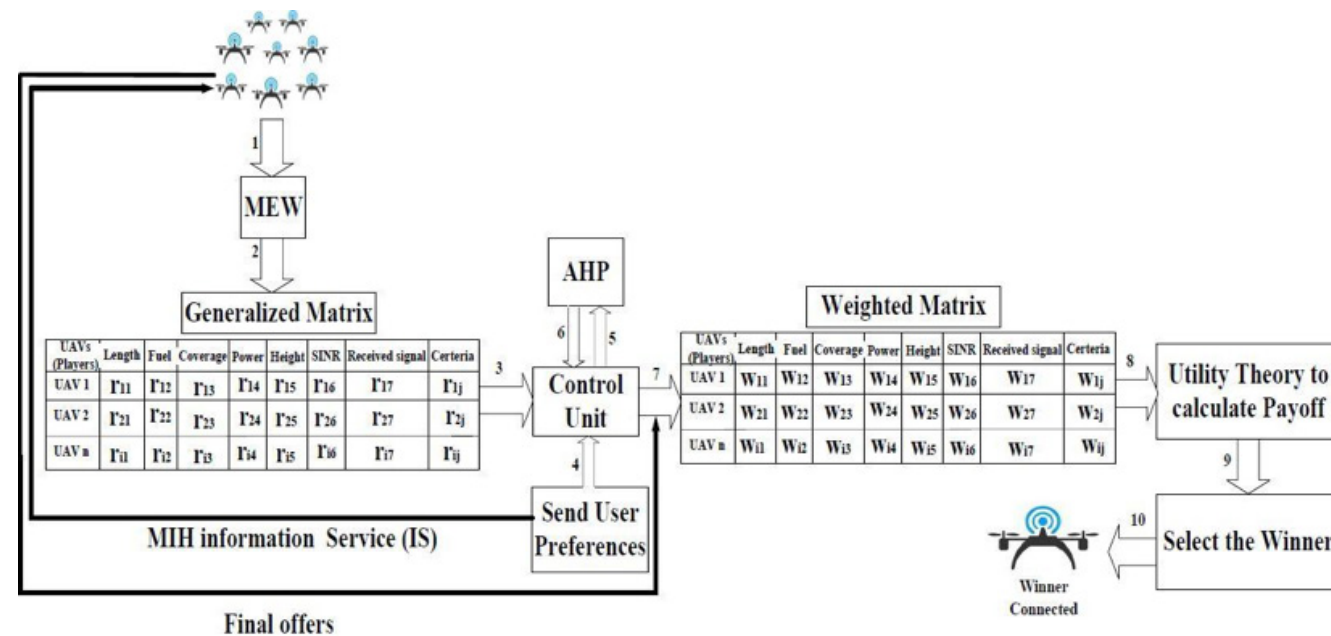 1
MEW
2
Generalized Matrix
UAVs (Players) Length Fuel Coverage Power Height SINR Received signal Certeria
UAV 1 r11 r12 r13 r14 r15 r16 r17 r1j
UAV 2 r21 r22 r23 r24 r25 r26 r27 r2j
UAV n ri1 ri2 ri3 ri4 ri5 ri6 ri7 rij
3
AHP
6 5
Control
Unit
4
Send User
Preferences
MIH information Service (IS)
Final offers
7
Weighted Matrix
UAVs (Players) Length Fuel Coverage Power Height SINR Received signal Certeria
UAV 1 w11 w12 w13 w14 w15 w16 w17 w1j
UAV 2 w21 w22 w23 w24 w25 w26 w27 w2j
UAV n wi1 wi2 wi3 wi4 wi5 wi6 wi7 wij
8
Utility Theory to
calculate Payoff
9
Select the Winner
10
Winner
Connected